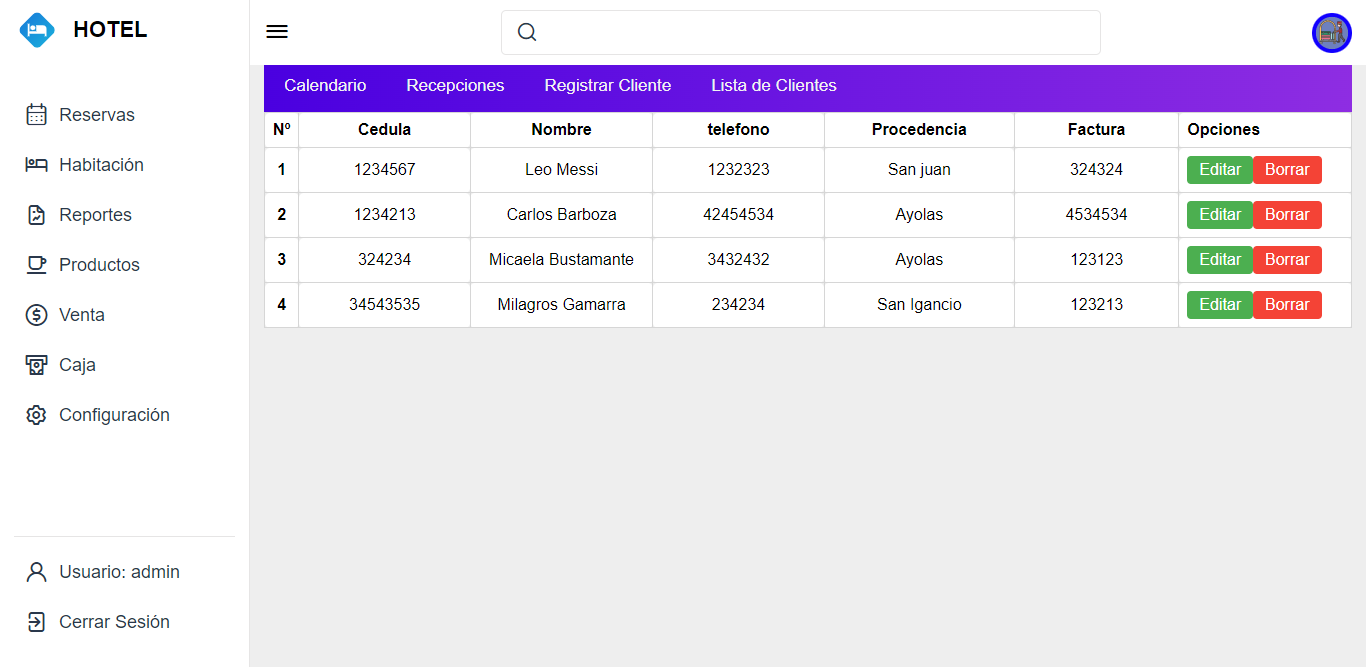 HOTEL
Reservas
Habitación
Reportes
Productos
Venta
Caja
Configuración
Usuario: admin
Cerrar Sesión
Calendario Recepciones Registrar Cliente Lista de Clientes
Nº Cedula Nombre telefono Procedencia Factura Opciones
1 1234567 Leo Messi 1232323 San juan 324324 Editar Borrar
2 1234213 Carlos Barboza 42454534 Ayolas 4534534 Editar Borrar
3 324234 Micaela Bustamante 3432432 Ayolas 123123 Editar Borrar
4 34543535 Milagros Gamarra 234234 San Igancio 123213 Editar Borrar